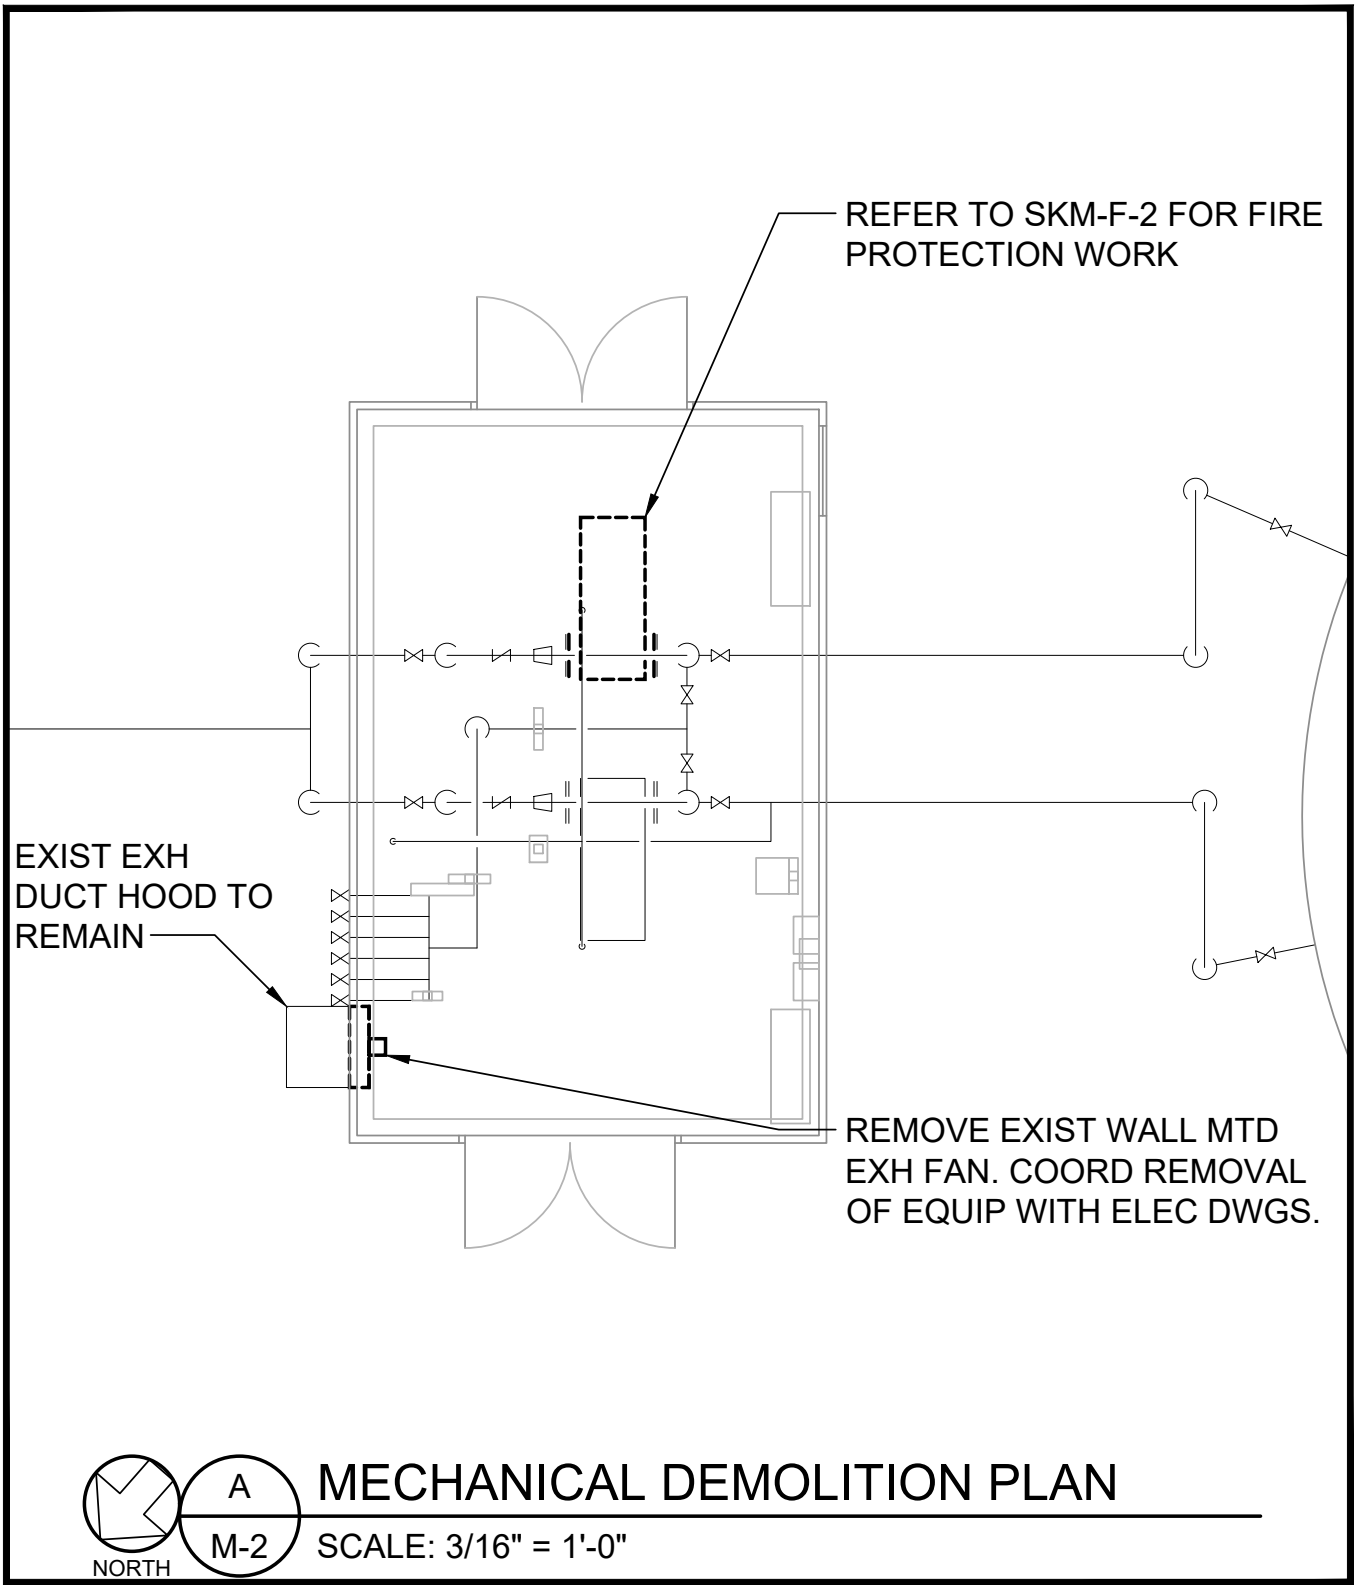 REFER TO SKM-F-2 FOR FIRE
PROTECTION WORK
EXIST EXH
DUCT HOOD TO
REMAIN
REMOVE EXIST WALL MTD
EXH FAN. COORD REMOVAL
OF EQUIP WITH ELEC DWGS.
NORTH
A
M-2
MECHANICAL DEMOLITION PLAN
SCALE: 3/16" = 1'-0"